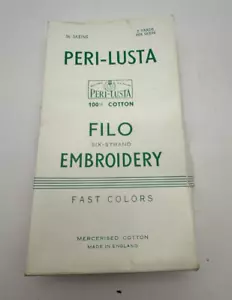 PERI-LUSTA
PERI-LUSTA
100% COTTON
FILO
SIX-STRAND
EMBROIDERY
FAST COLORS
MERCERISED COTTON
MADE IN ENGLAND